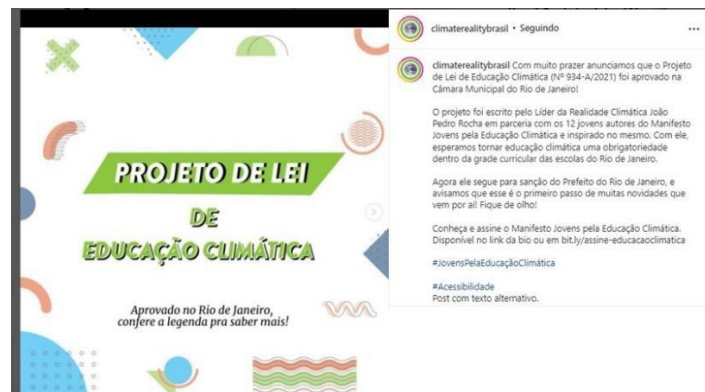 PROJETO DE LEI
DE
EDUCAÇÃO CLIMÁTICA
Aprovado no Rio de Janeiro,
confere a legenda pra saber mais!
climaterealitybrasil • Seguindo
climaterealitybrasil Com muito prazer anunciamos que o Projeto
de Lei de Educação Climática (Nº 934-A/2021) foi aprovado na
Câmara Municipal do Rio de Janeiro!
O projeto foi escrito pelo Líder da Realidade Climática João
Pedro Rocha em parceria com os 12 jovens autores do Manifesto
Jovens pela Educação Climática e inspirado no mesmo. Com ele,
esperamos tornar educação climática uma obrigatoriedade
dentro da grade curricular das escolas do Rio de Janeiro.
Agora ele segue para sanção do Prefeito do Rio de Janeiro, e
avisamos que esse é o primeiro passo de muitas novidades que
vem por aí! Fique de olho!
Conheça e assine o Manifesto Jovens pela Educação Climática.
Disponível no link da bio ou em bit.ly/assine-educacaoclimatica
#JovensPelaEducaçãoClimática
#Acessibilidade
Post com texto alternativo.